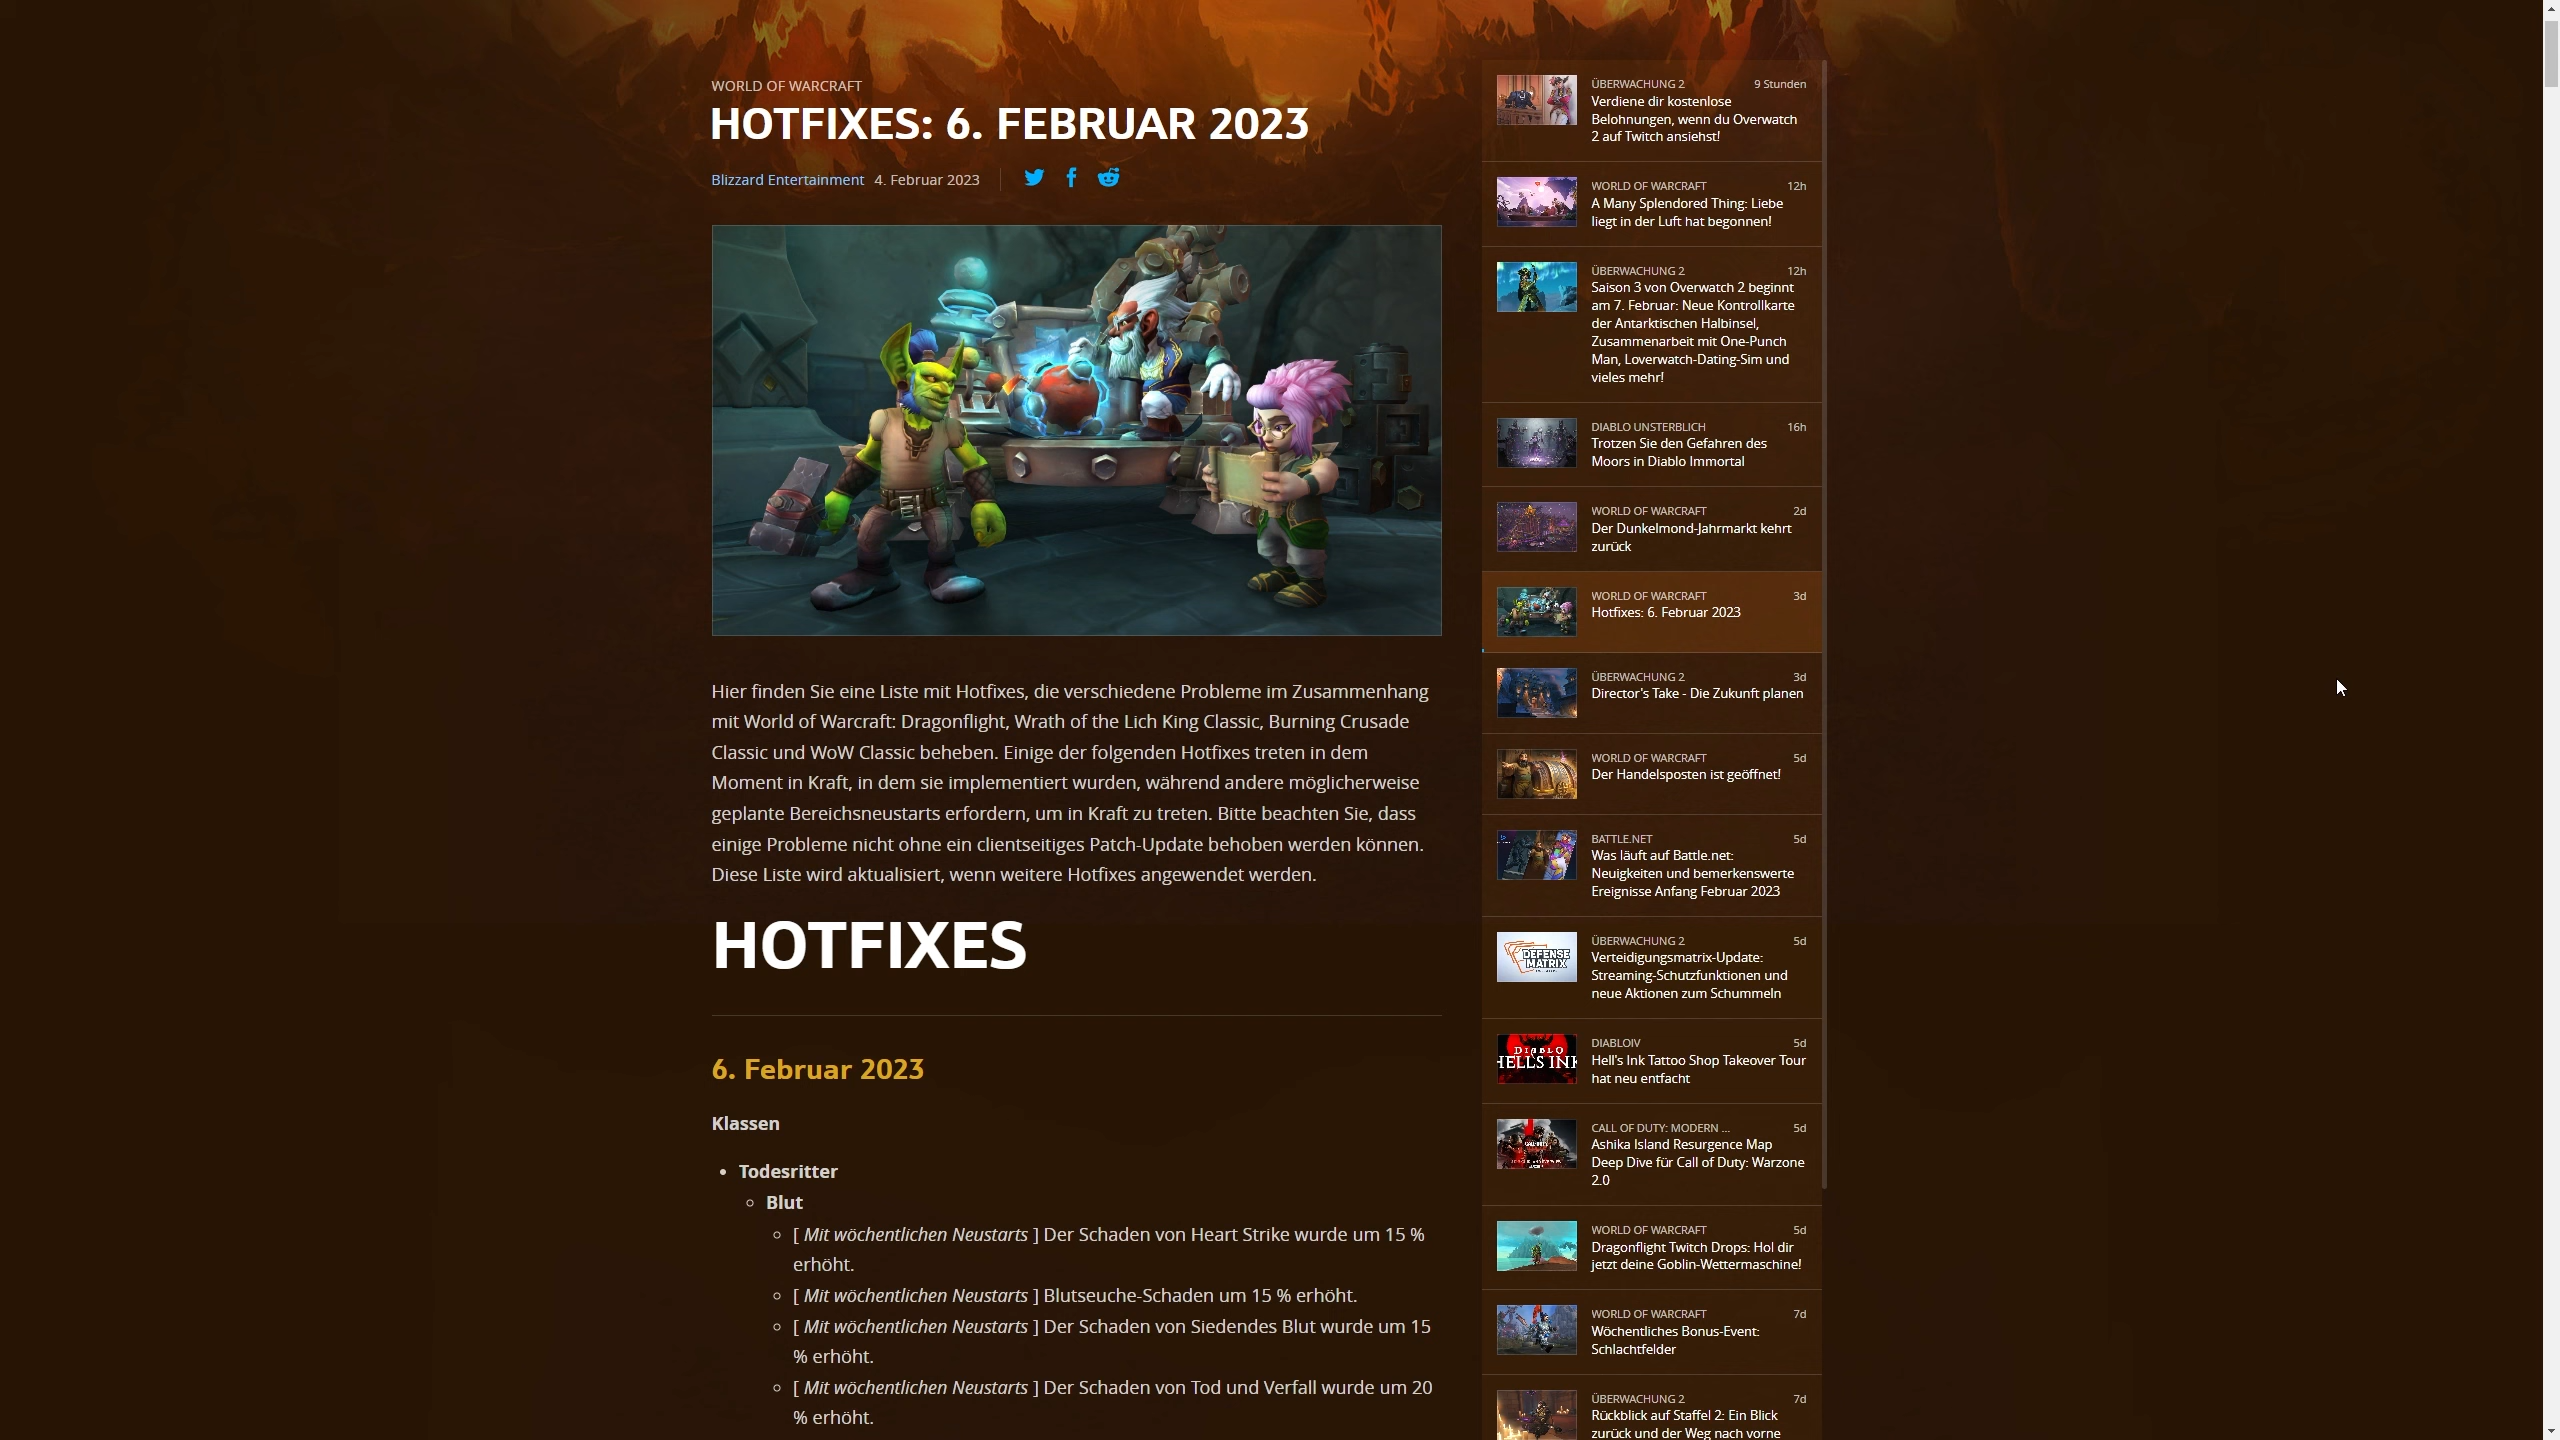 WORLD OF WARCRAFT
HOTFIXES: 6. FEBRUAR 2023
Blizzard Entertainment 4. Februar 2023
Hier finden Sie eine Liste mit Hotfixes, die verschiedene Probleme im Zusammenhang
mit World of Warcraft: Dragonflight, Wrath of the Lich King Classic, Burning Crusade
Classic und WoW Classic beheben. Einige der folgenden Hotfixes treten in dem
Moment in Kraft, in dem sie implementiert wurden, während andere möglicherweise
geplante Bereichsneustarts erfordern, um in Kraft zu treten. Bitte beachten Sie, dass
einige Probleme nicht ohne ein clientseitiges Patch-Update behoben werden können.
Diese Liste wird aktualisiert, wenn weitere Hotfixes angewendet werden.
HOTFIXES
6. Februar 2023
Klassen
• Todesritter
◦ Blut
◦ [ Mit wöchentlichen Neustarts ] Der Schaden von Heart Strike wurde um 15 %
erhöht.
◦ [ Mit wöchentlichen Neustarts ] Blutseuche-Schaden um 15 % erhöht.
◦ [ Mit wöchentlichen Neustarts ] Der Schaden von Siedendes Blut wurde um 15
% erhöht.
◦ [ Mit wöchentlichen Neustarts ] Der Schaden von Tod und Verfall wurde um 20
% erhöht.
ÜBERWACHUNG 2 9 Stunden
Verdiene dir kostenlose
Belohnungen, wenn du Overwatch
2 auf Twitch ansiehst!
WORLD OF WARCRAFT 12h
A Many Splendored Thing: Liebe
liegt in der Luft hat begonnen!
ÜBERWACHUNG 2 12h
Saison 3 von Overwatch 2 beginnt
am 7. Februar: Neue Kontrollkarte
der Antarktischen Halbinsel,
Zusammenarbeit mit One-Punch
Man, Loverwatch-Dating-Sim und
vieles mehr!
DIABLO UNSTERBLICH 16h
Trotzen Sie den Gefahren des
Moors in Diablo Immortal
WORLD OF WARCRAFT 2d
Der Dunkelmond-Jahrmarkt kehrt
zurück
WORLD OF WARCRAFT 3d
Hotfixes: 6. Februar 2023
ÜBERWACHUNG 2 3d
Director's Take - Die Zukunft planen
WORLD OF WARCRAFT 5d
Der Handelsposten ist geöffnet!
BATTLE.NET 5d
Was läuft auf Battle.net:
Neuigkeiten und bemerkenswerte
Ereignisse Anfang Februar 2023
DEFENSE
MATRIX
ÜBERWACHUNG 2 5d
Verteidigungsmatrix-Update:
Streaming-Schutzfunktionen und
neue Aktionen zum Schummeln
DIABLO
HELLS INK
DIABLOIV 5d
Hell's Ink Tattoo Shop Takeover Tour
hat neu entfacht
CALL OF DUTY: MODERN ... 5d
Ashika Island Resurgence Map
Deep Dive für Call of Duty: Warzone
2.0
WORLD OF WARCRAFT 5d
Dragonflight Twitch Drops: Hol dir
jetzt deine Goblin-Wettermaschine!
WORLD OF WARCRAFT 7d
Wöchentliches Bonus-Event:
Schlachtfelder
ÜBERWACHUNG 2 7d
Rückblick auf Staffel 2: Ein Blick
zurück und der Weg nach vorne